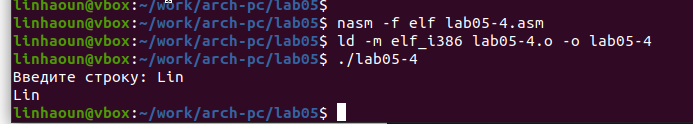 linhaoun@vbox:~/work/arch-pc/lab05$
linhaoun@vbox:~/work/arch-pc/lab05$ nasm -f elf lab05-4.asm
linhaoun@vbox:~/work/arch-pc/lab05$ ld -m elf_i386 lab05-4.o -o lab05-4
linhaoun@vbox:~/work/arch-pc/lab05$ ./lab05-4
Введите строку: Lin
Lin
linhaoun@vbox:~/work/arch-pc/lab05$